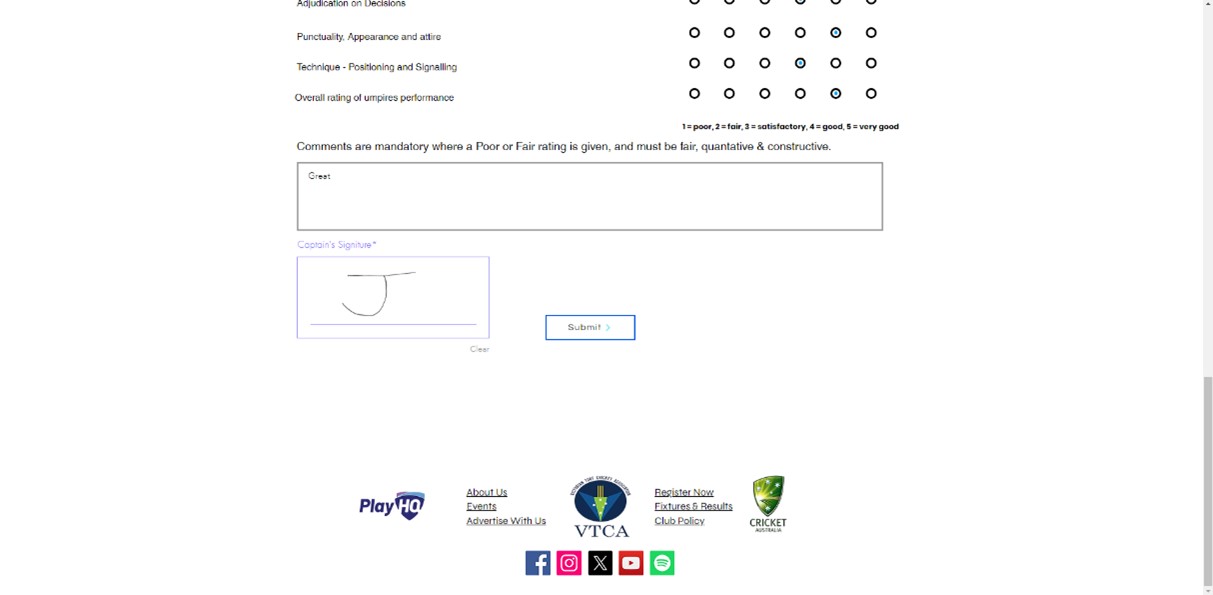 Adjudication on Decisions
Punctuality, Appearance and attire
Technique - Positioning and Signalling
Overall rating of umpires performance
1 = poor, 2 = fair, 3 = satisfactory, 4 = good, 5 = very good
Comments are mandatory where a Poor or Fair rating is given, and must be fair, quantative & constructive.
Great
Captain's Signiture*
J
Submit >
Clear
PlayHQ
About Us
Events
Advertise With Us
VTCA
Register Now
Fixtures & Results
Club Policy
CRICKET
AUSTRALIA